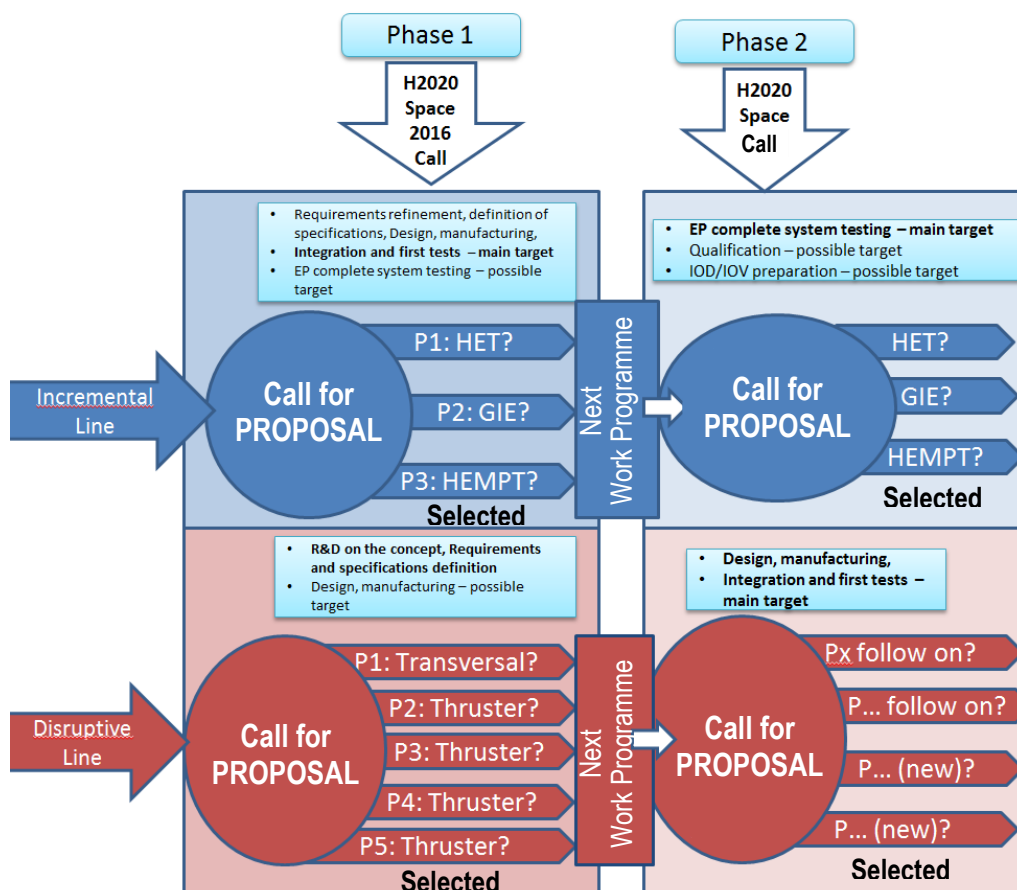 Phase 1
H2020
Space
2016
Call
Phase 2
H2020
Space
Call
• Requirements refinement, definition of
specifications, Design, manufacturing,
• Integration and first tests – main target
• EP complete system testing – possible
target
• EP complete system testing – main target
• Qualification – possible target
• IOD/IOV preparation – possible target
Incremental
Line
Call for
PROPOSAL
P1: HET?
P2: GIE?
P3: HEMPT?
Selected
Next
Work Programme
Call for
PROPOSAL
HET?
GIE?
HEMPT?
Selected
• R&D on the concept, Requirements
and specifications definition
• Design, manufacturing – possible
target
• Design, manufacturing,
• Integration and first tests –
main target
Disruptive
Line
Call for
PROPOSAL
P1: Transversal?
P2: Thruster?
P3: Thruster?
P4: Thruster?
P5: Thruster?
Selected
Next
Work Programme
Call for
PROPOSAL
Px follow on?
P... follow on?
P... (new)?
P... (new)?
Selected